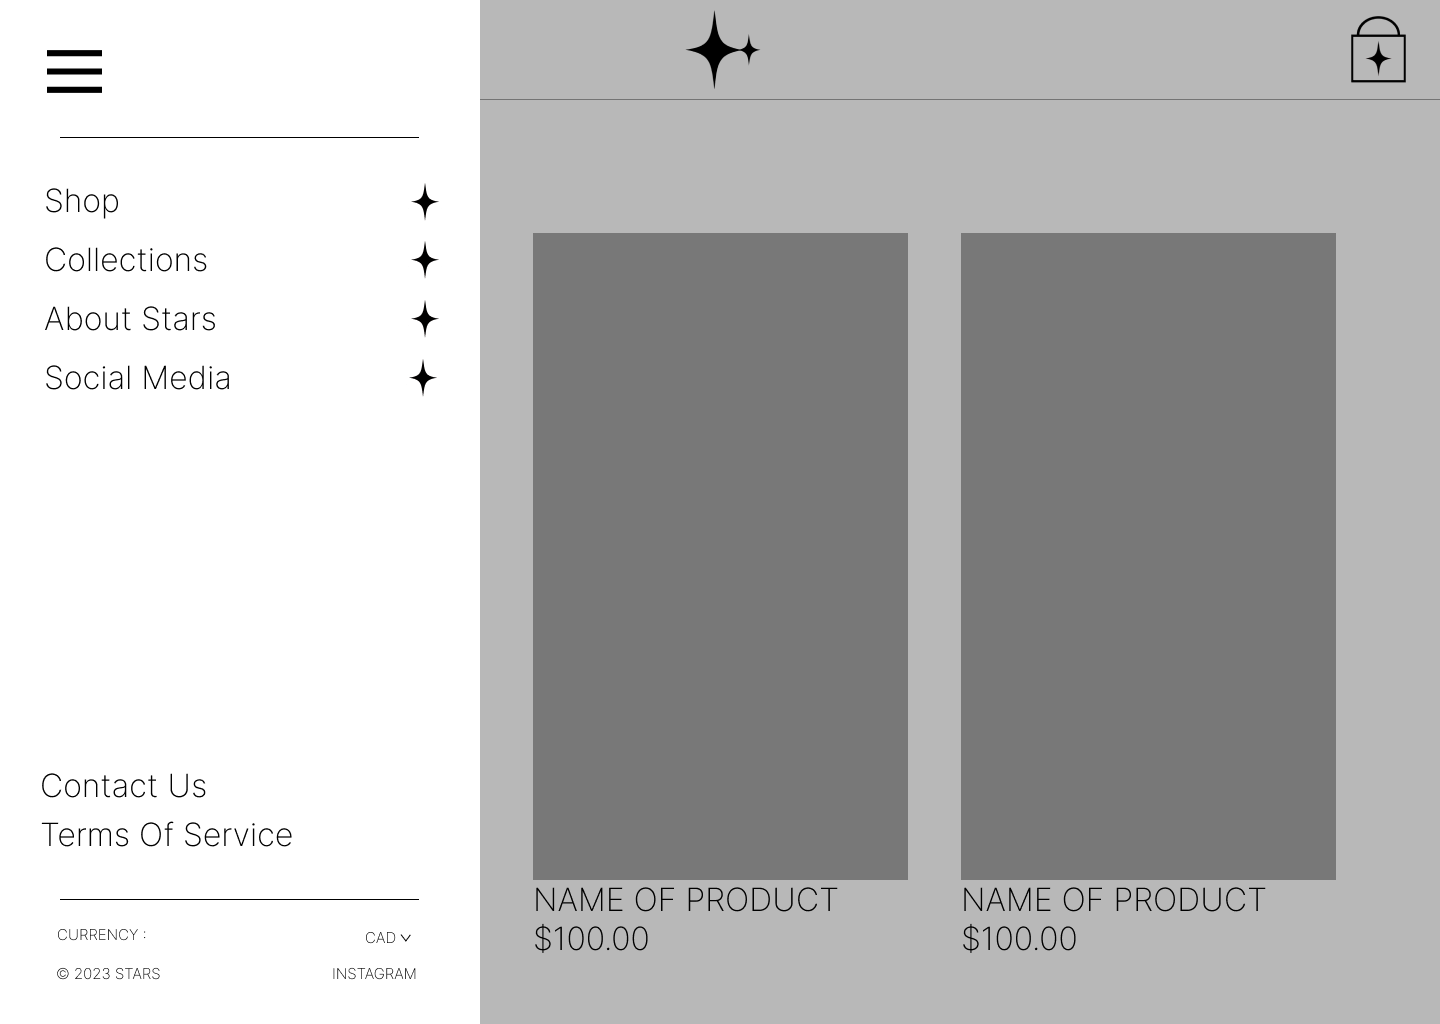 Shop
Collections
About Stars
Social Media
Contact Us
Terms Of Service
CURRENCY :
CAD
© 2023 STARS
INSTAGRAM
NAME OF PRODUCT
$100.00
NAME OF PRODUCT
$100.00